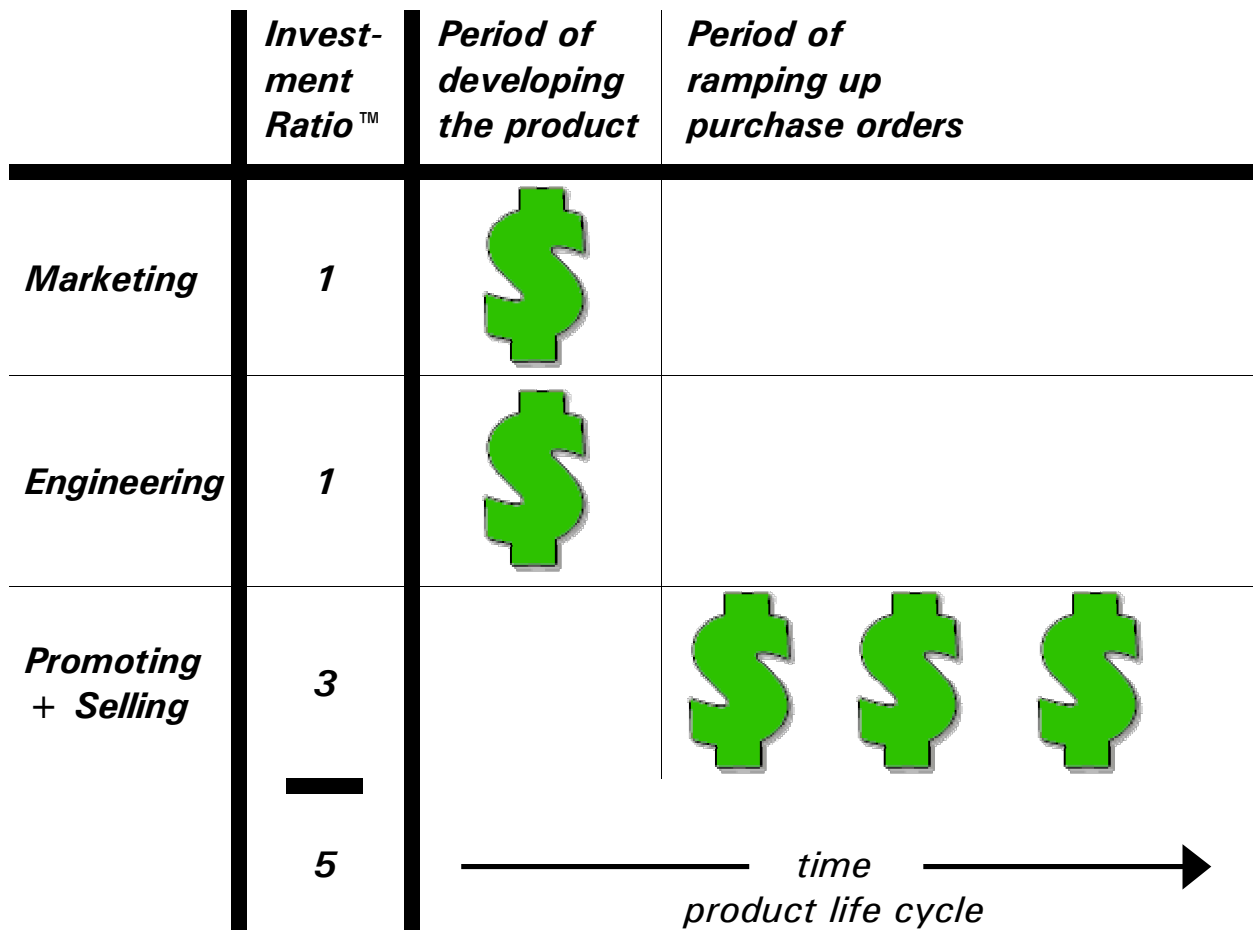 Invest-
ment
Ratio™
Period of
developing
the product
Period of
ramping up
purchase orders
Marketing
1
Engineering
1
Promoting
+ Selling
3
5
time
product life cycle